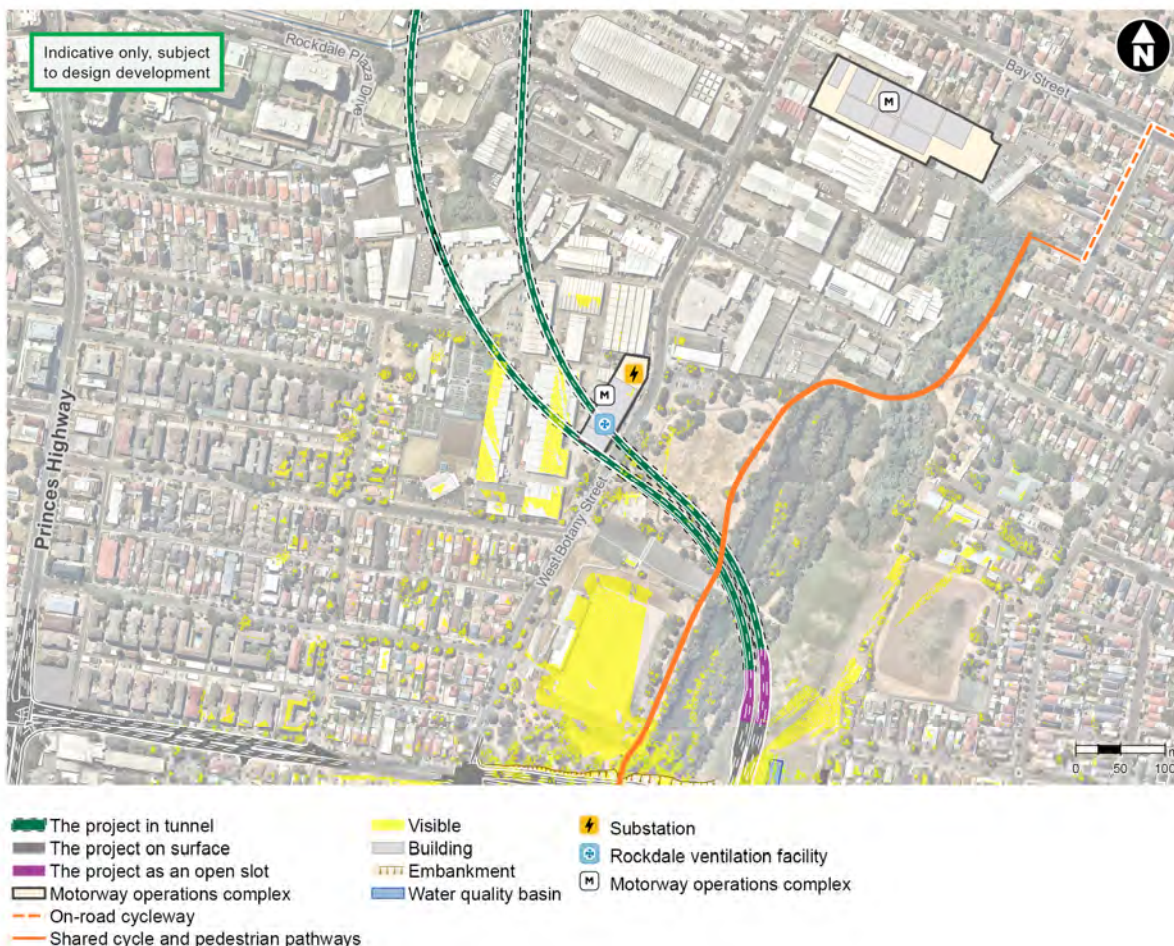 Indicative only, subject
to design development
Rockdale Plaza Drive
Bay Street
N
M
M
Princes Highway
West Botany Street
m
0 50 100
The project in tunnel
The project on surface
The project as an open slot
Motorway operations complex
On-road cycleway
Shared cycle and pedestrian pathways
Visible
Building
Embankment
Water quality basin
Substation
Rockdale ventilation facility
M Motorway operations complex